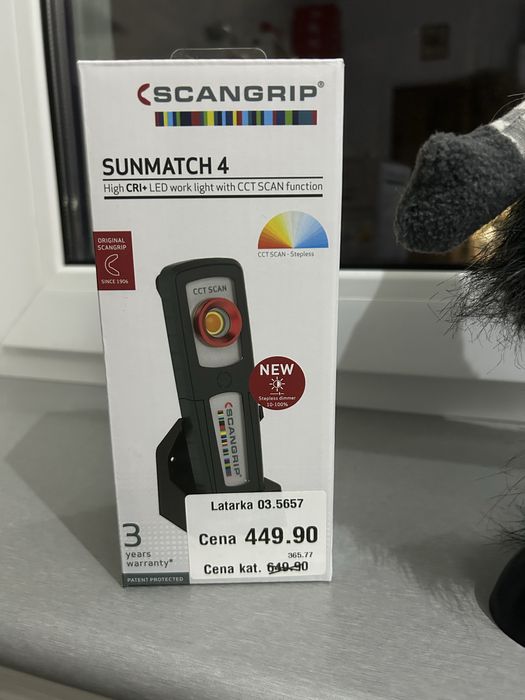 SCANGRIP®
SUNMATCH 4
High CRI+ LED work light with CCT SCAN function
ORIGINAL
SCANGRIP
SINCE 1906
CCT SCAN - Stepless
CCT SCAN
NEW
Stepless dimmer
10-100%
SCANGRIP
Latarka 03.5657
Cena 449.90
365.77
Cena kat. 649.90
3
years
warranty*
PATENT PROTECTED